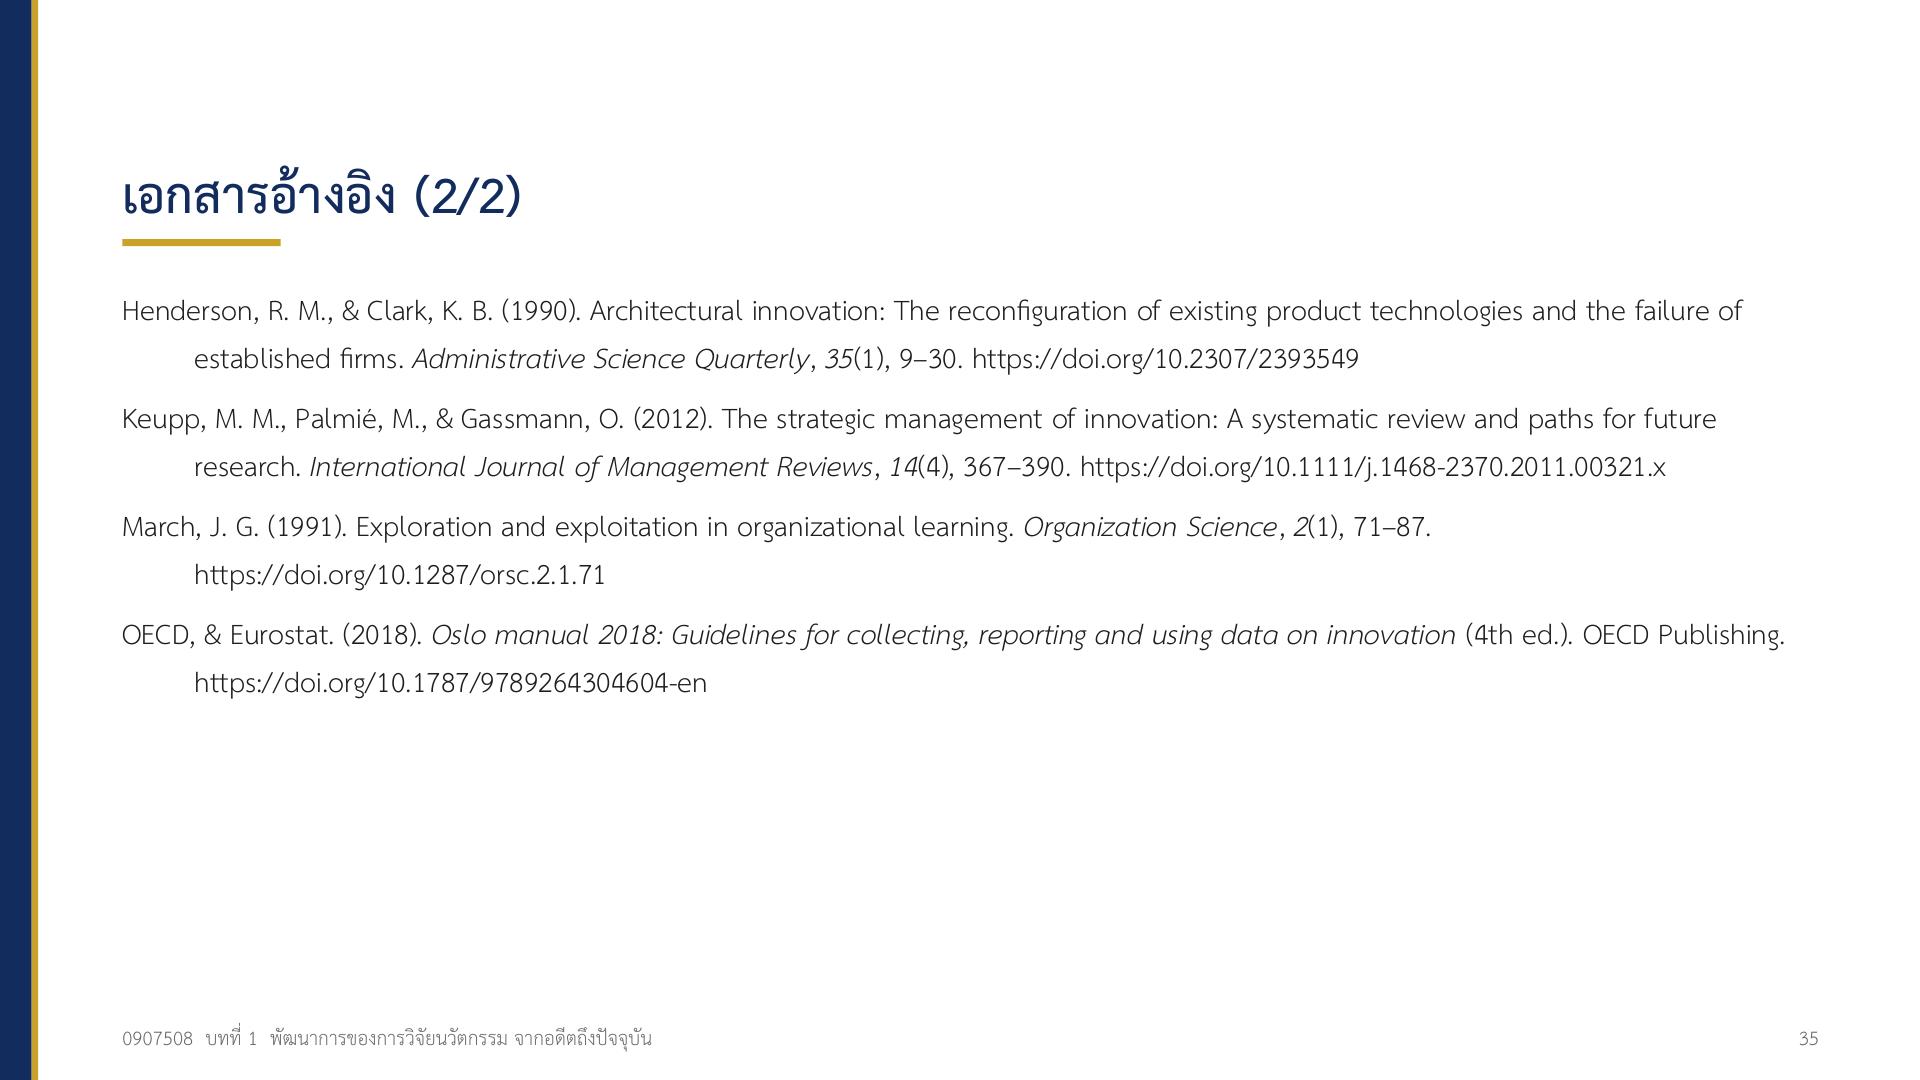 เอกสารอ้างอิง (2/2)
Henderson, R. M., & Clark, K. B. (1990). Architectural innovation: The reconfiguration of existing product technologies and the failure of
established firms. Administrative Science Quarterly, 35(1), 9–30. https://doi.org/10.2307/2393549
Keupp, M. M., Palmié, M., & Gassmann, O. (2012). The strategic management of innovation: A systematic review and paths for future
research. International Journal of Management Reviews, 14(4), 367–390. https://doi.org/10.1111/j.1468-2370.2011.00321.x
March, J. G. (1991). Exploration and exploitation in organizational learning. Organization Science, 2(1), 71–87.
https://doi.org/10.1287/orsc.2.1.71
OECD, & Eurostat. (2018). Oslo manual 2018: Guidelines for collecting, reporting and using data on innovation (4th ed.). OECD Publishing.
https://doi.org/10.1787/9789264304604-en
0907508 บทที่ 1 พัฒนาการของการวิจัยนวัตกรรม จากอดีตถึงปัจจุบัน
35